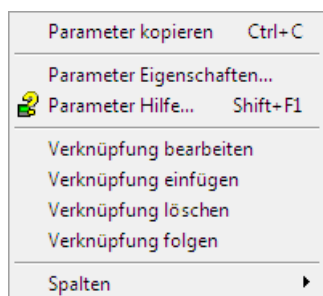 Parameter kopieren Ctrl+C
Parameter Eigenschaften...
Parameter Hilfe... Shift+F1
Verknüpfung bearbeiten
Verknüpfung einfügen
Verknüpfung löschen
Verknüpfung folgen
Spalten